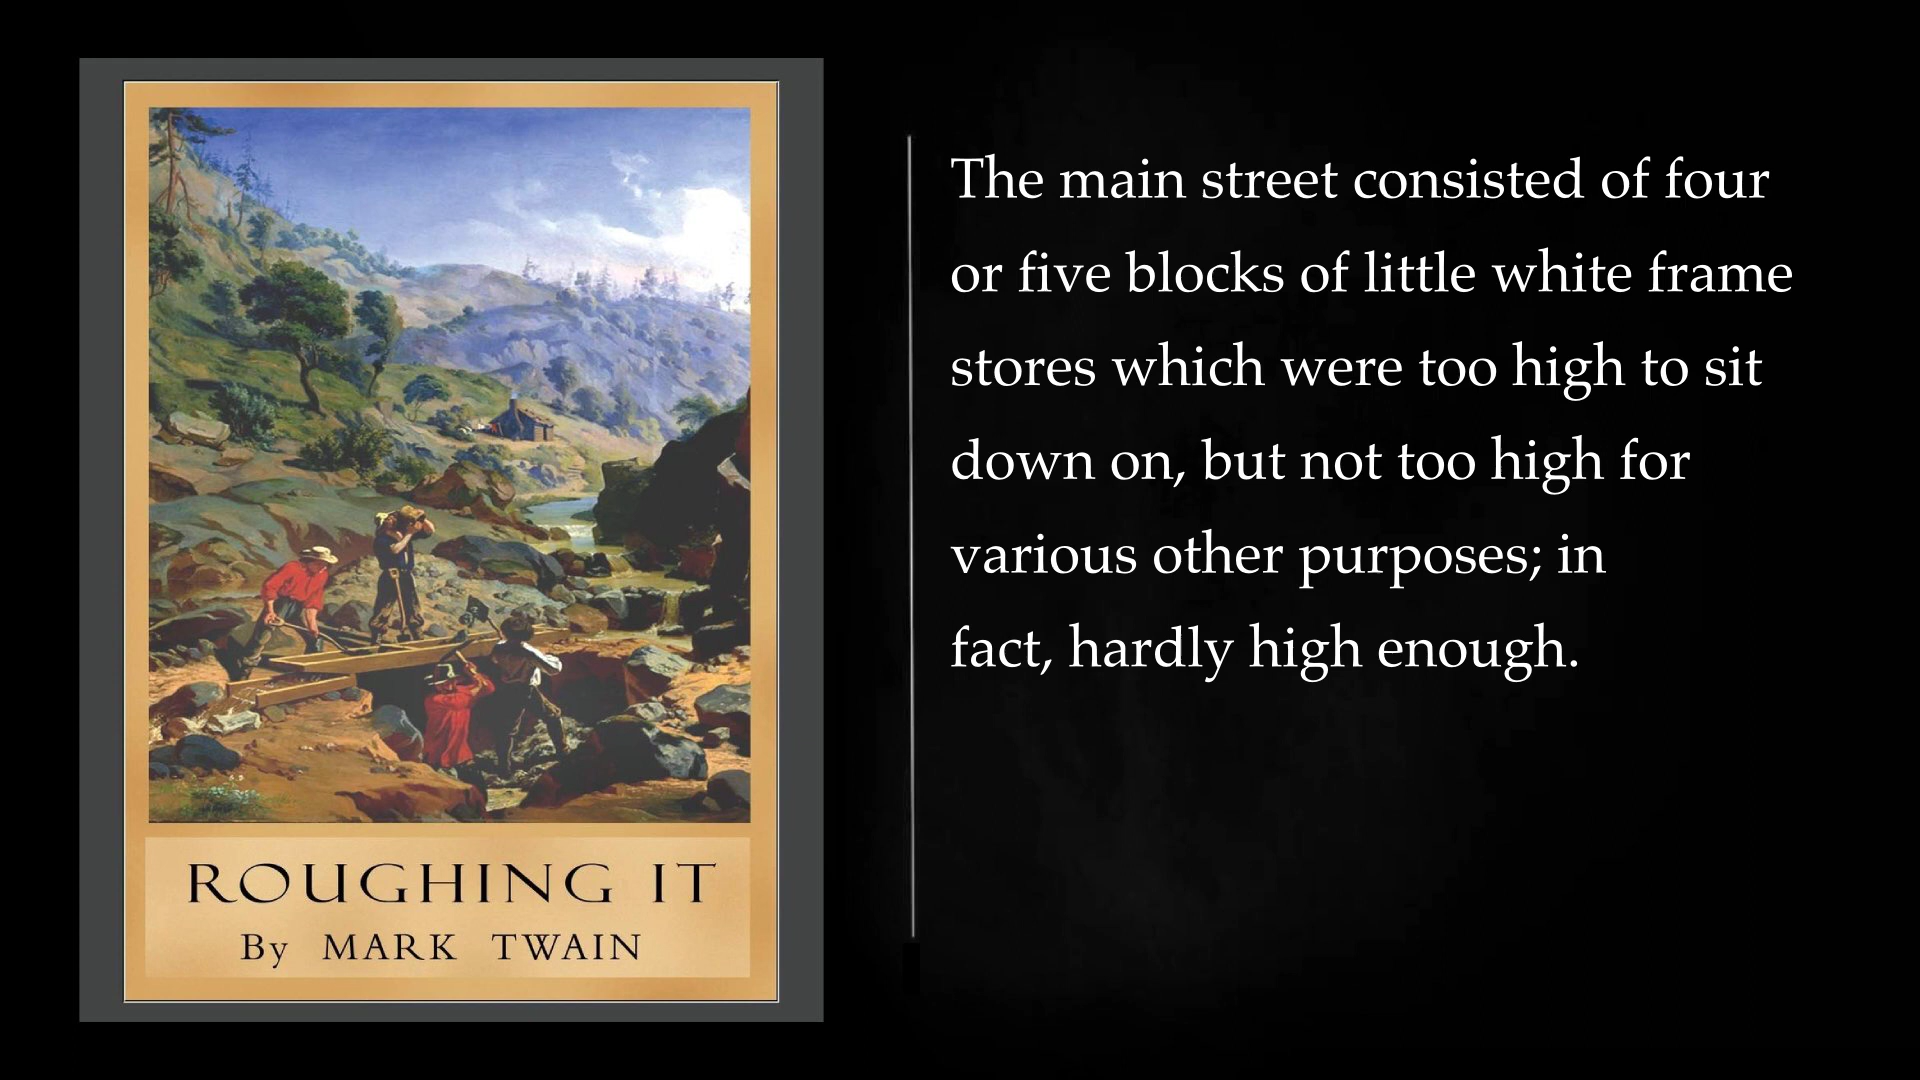 ROUGHING IT
By MARK TWAIN
The main street consisted of four
or five blocks of little white frame
stores which were too high to sit
down on, but not too high for
various other purposes; in
fact, hardly high enough.